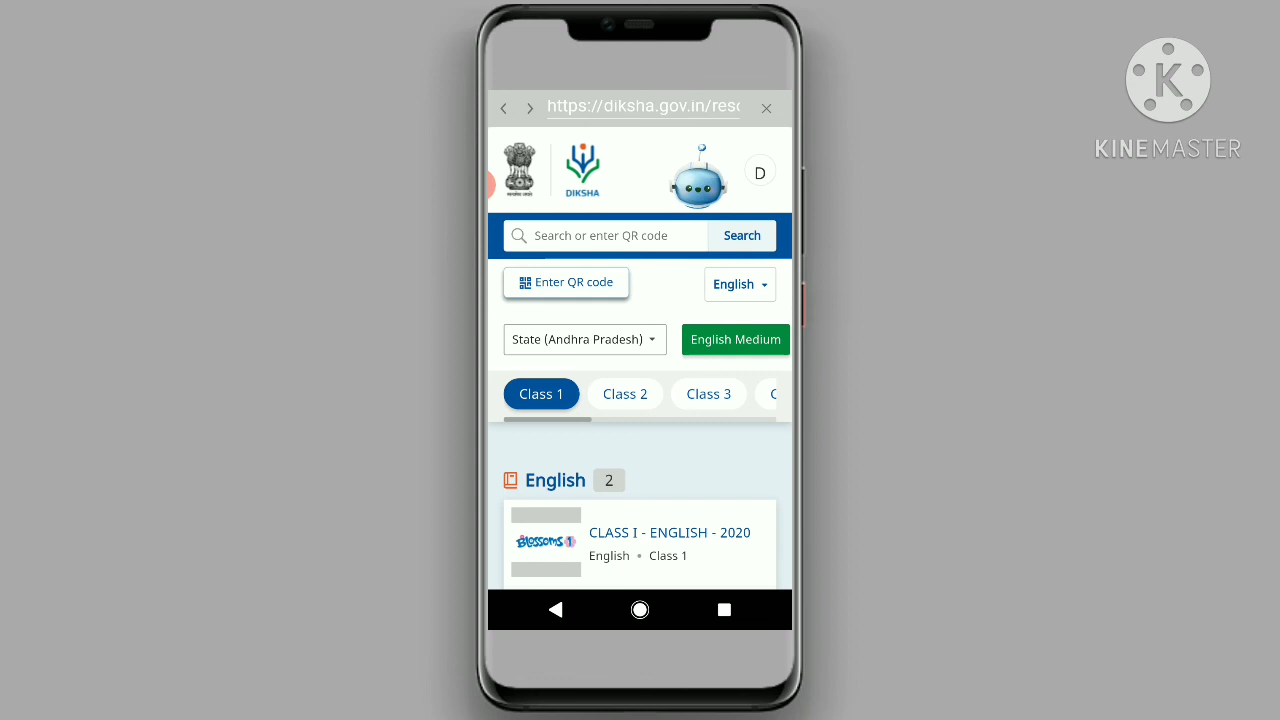 https://diksha.gov.in/reso
DIKSHA
D
Search or enter QR code
Search
Enter QR code
English
State (Andhra Pradesh)
English Medium
Class 1
Class 2
Class 3
English
2
Blossoms 1
CLASS I - ENGLISH - 2020
English • Class 1
K
KINEMASTER